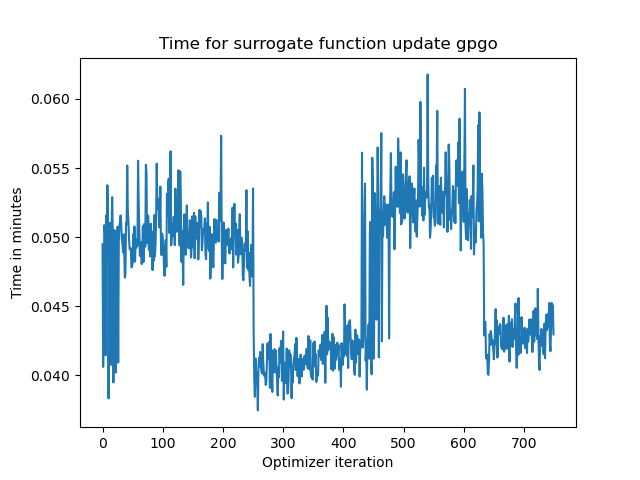 Time for surrogate function update gpgo
0.060
0.055
0.050
0.045
0.040
Time in minutes
0 100 200 300 400 500 600 700
Optimizer iteration